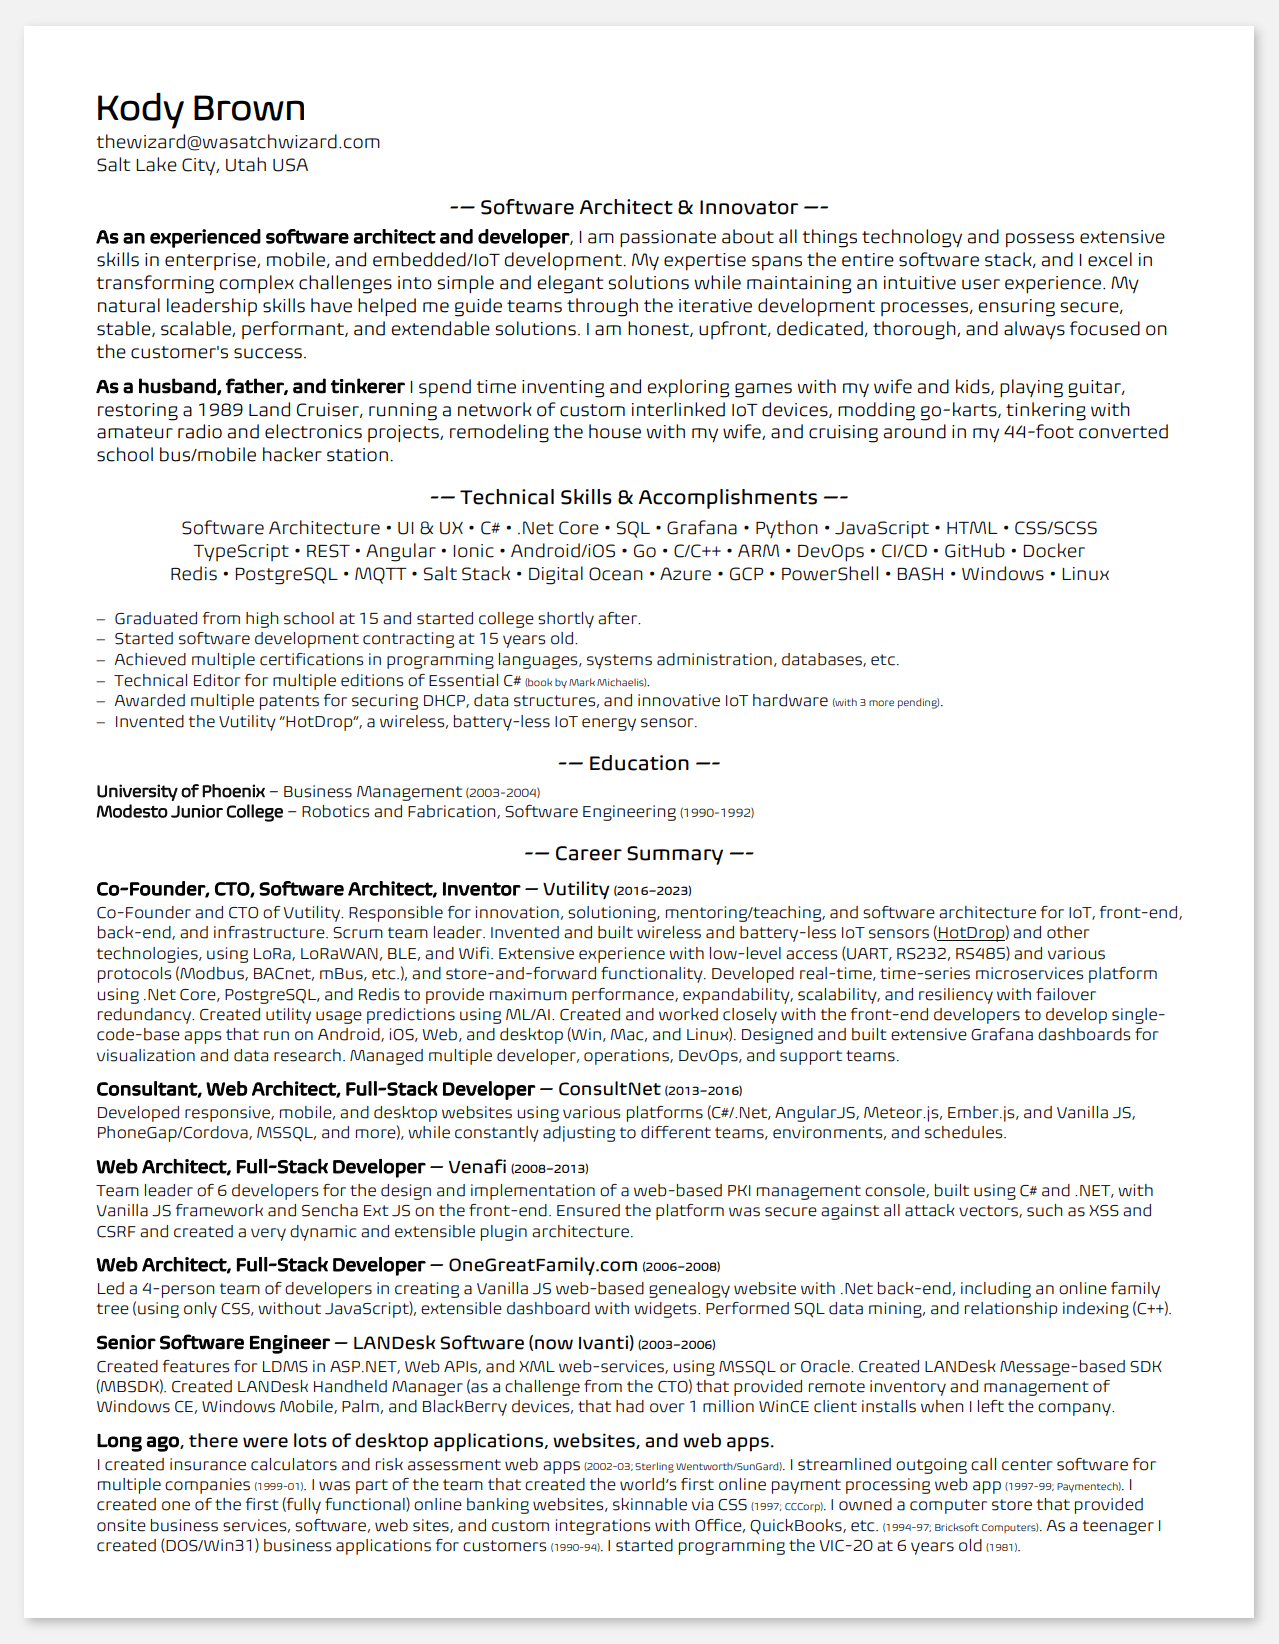 Kody Brown
thewizard@wasatchwizard.com
Salt Lake City, Utah USA
-— Software Architect & Innovator —-
As an experienced software architect and developer, I am passionate about all things technology and possess extensive
skills in enterprise, mobile, and embedded/IoT development. My expertise spans the entire software stack, and I excel in
transforming complex challenges into simple and elegant solutions while maintaining an intuitive user experience. My
natural leadership skills have helped me guide teams through the iterative development processes, ensuring secure,
stable, scalable, performant, and extendable solutions. I am honest, upfront, dedicated, thorough, and always focused on
the customer's success.
As a husband, father, and tinkerer I spend time inventing and exploring games with my wife and kids, playing guitar,
restoring a 1989 Land Cruiser, running a network of custom interlinked IoT devices, modding go-karts, tinkering with
amateur radio and electronics projects, remodeling the house with my wife, and cruising around in my 44-foot converted
school bus/mobile hacker station.
-— Technical Skills & Accomplishments —-
Software Architecture • UI & UX • C# • .Net Core • SQL • Grafana • Python • JavaScript • HTML • CSS/SCSS
TypeScript • REST • Angular • Ionic • Android/iOS • Go • C/C++ • ARM • DevOps • CI/CD • GitHub • Docker
Redis • PostgreSQL • MQTT • Salt Stack • Digital Ocean • Azure • GCP • PowerShell • BASH • Windows • Linux
– Graduated from high school at 15 and started college shortly after.
– Started software development contracting at 15 years old.
– Achieved multiple certifications in programming languages, systems administration, databases, etc.
– Technical Editor for multiple editions of Essential C# (book by Mark Michaelis).
– Awarded multiple patents for securing DHCP, data structures, and innovative IoT hardware (with 3 more pending).
– Invented the Vutility “HotDrop”, a wireless, battery-less IoT energy sensor.
-— Education —-
University of Phoenix – Business Management (2003-2004)
Modesto Junior College – Robotics and Fabrication, Software Engineering (1990-1992)
-— Career Summary —-
Co-Founder, CTO, Software Architect, Inventor — Vutility (2016–2023)
Co-Founder and CTO of Vutility. Responsible for innovation, solutioning, mentoring/teaching, and software architecture for IoT, front-end,
back-end, and infrastructure. Scrum team leader. Invented and built wireless and battery-less IoT sensors (HotDrop) and other
technologies, using LoRa, LoRaWAN, BLE, and Wifi. Extensive experience with low-level access (UART, RS232, RS485) and various
protocols (Modbus, BACnet, mBus, etc.), and store-and-forward functionality. Developed real-time, time-series microservices platform
using .Net Core, PostgreSQL, and Redis to provide maximum performance, expandability, scalability, and resiliency with failover
redundancy. Created utility usage predictions using ML/AI. Created and worked closely with the front-end developers to develop single-
code-base apps that run on Android, iOS, Web, and desktop (Win, Mac, and Linux). Designed and built extensive Grafana dashboards for
visualization and data research. Managed multiple developer, operations, DevOps, and support teams.
Consultant, Web Architect, Full-Stack Developer — ConsultNet (2013–2016)
Developed responsive, mobile, and desktop websites using various platforms (C#/.Net, AngularJS, Meteor.js, Ember.js, and Vanilla JS,
PhoneGap/Cordova, MSSQL, and more), while constantly adjusting to different teams, environments, and schedules.
Web Architect, Full-Stack Developer — Venafi (2008–2013)
Team leader of 6 developers for the design and implementation of a web-based PKI management console, built using C# and .NET, with
Vanilla JS framework and Sencha Ext JS on the front-end. Ensured the platform was secure against all attack vectors, such as XSS and
CSRF and created a very dynamic and extensible plugin architecture.
Web Architect, Full-Stack Developer — OneGreatFamily.com (2006–2008)
Led a 4-person team of developers in creating a Vanilla JS web-based genealogy website with .Net back-end, including an online family
tree (using only CSS, without JavaScript), extensible dashboard with widgets. Performed SQL data mining, and relationship indexing (C++).
Senior Software Engineer — LANDesk Software (now Ivanti) (2003–2006)
Created features for LDMS in ASP.NET, Web APIs, and XML web-services, using MSSQL or Oracle. Created LANDesk Message-based SDK
(MBSDK). Created LANDesk Handheld Manager (as a challenge from the CTO) that provided remote inventory and management of
Windows CE, Windows Mobile, Palm, and BlackBerry devices, that had over 1 million WinCE client installs when I left the company.
Long ago, there were lots of desktop applications, websites, and web apps.
I created insurance calculators and risk assessment web apps (2002-03; Sterling Wentworth/SunGard). I streamlined outgoing call center software for
multiple companies (1999-01). I was part of the team that created the world’s first online payment processing web app (1997-99; Paymentech). I
created one of the first (fully functional) online banking websites, skinnable via CSS (1997; CCCorp). I owned a computer store that provided
onsite business services, software, web sites, and custom integrations with Office, QuickBooks, etc. (1994-97; Bricksoft Computers). As a teenager I
created (DOS/Win31) business applications for customers (1990-94). I started programming the VIC-20 at 6 years old (1981).